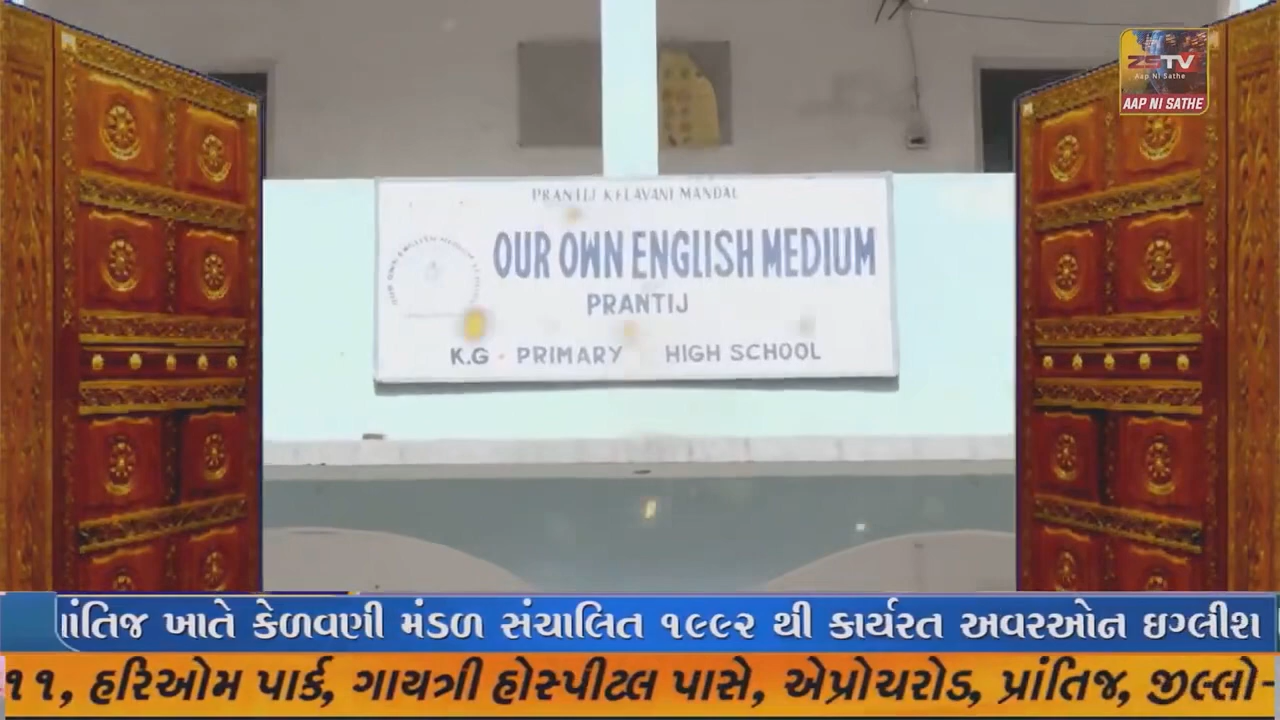 ZSTV
Aap Ni Sathe
AAP NI SATHE
PRANTIJ KELAVANI MANDAL
OUR OWN ENGLISH MEDIUM
PRANTIJ
K.G - PRIMARY HIGH SCHOOL
ાંતિજ ખાતે કેળવણી મંડળ સંચાલિત ૧૯૯૨ થી કાર્યરત અવરઓન ઇગ્લીશ
૧૧, હરિઓમ પાર્ક, ગાયત્રી હોસ્પીટલ પાસે, એપ્રોચરોડ, પ્રાંતિજ, જીલ્લો-